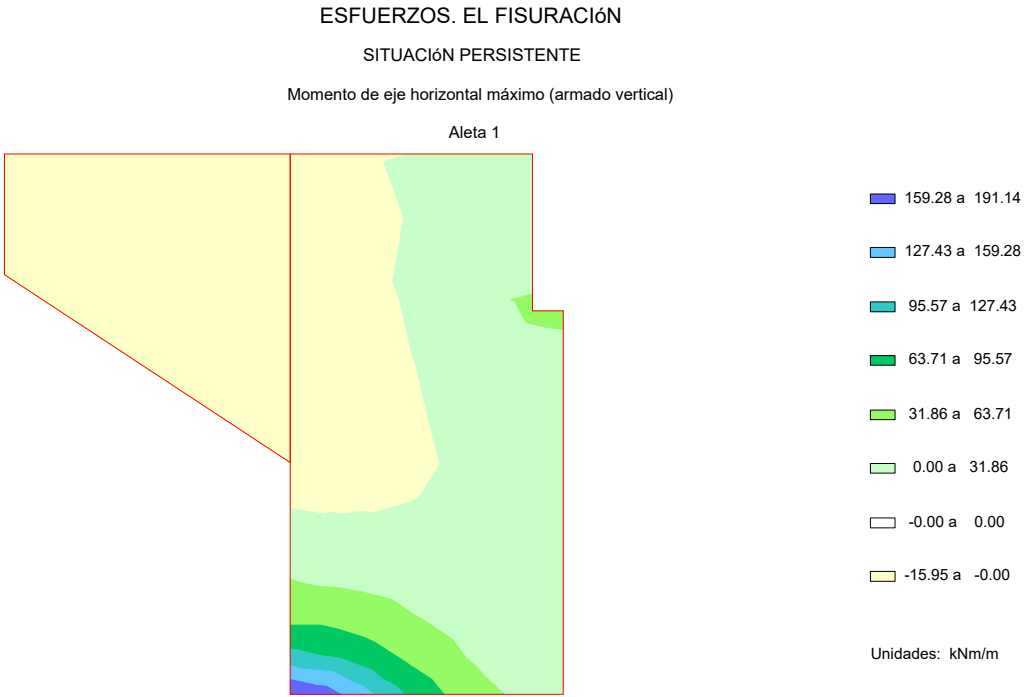 ESFUERZOS. EL FISURACIóN
SITUACIóN PERSISTENTE
Momento de eje horizontal máximo (armado vertical)
Aleta 1
159.28 a 191.14
127.43 a 159.28
95.57 a 127.43
63.71 a 95.57
31.86 a 63.71
0.00 a 31.86
-0.00 a 0.00
-15.95 a -0.00
Unidades: kNm/m